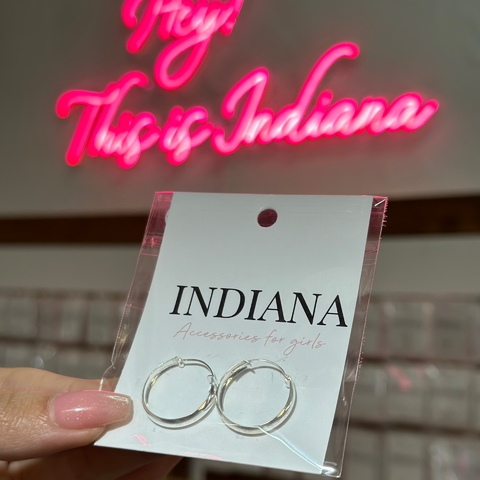 Hey!
This is Indiana
INDIANA
Accessories for girls